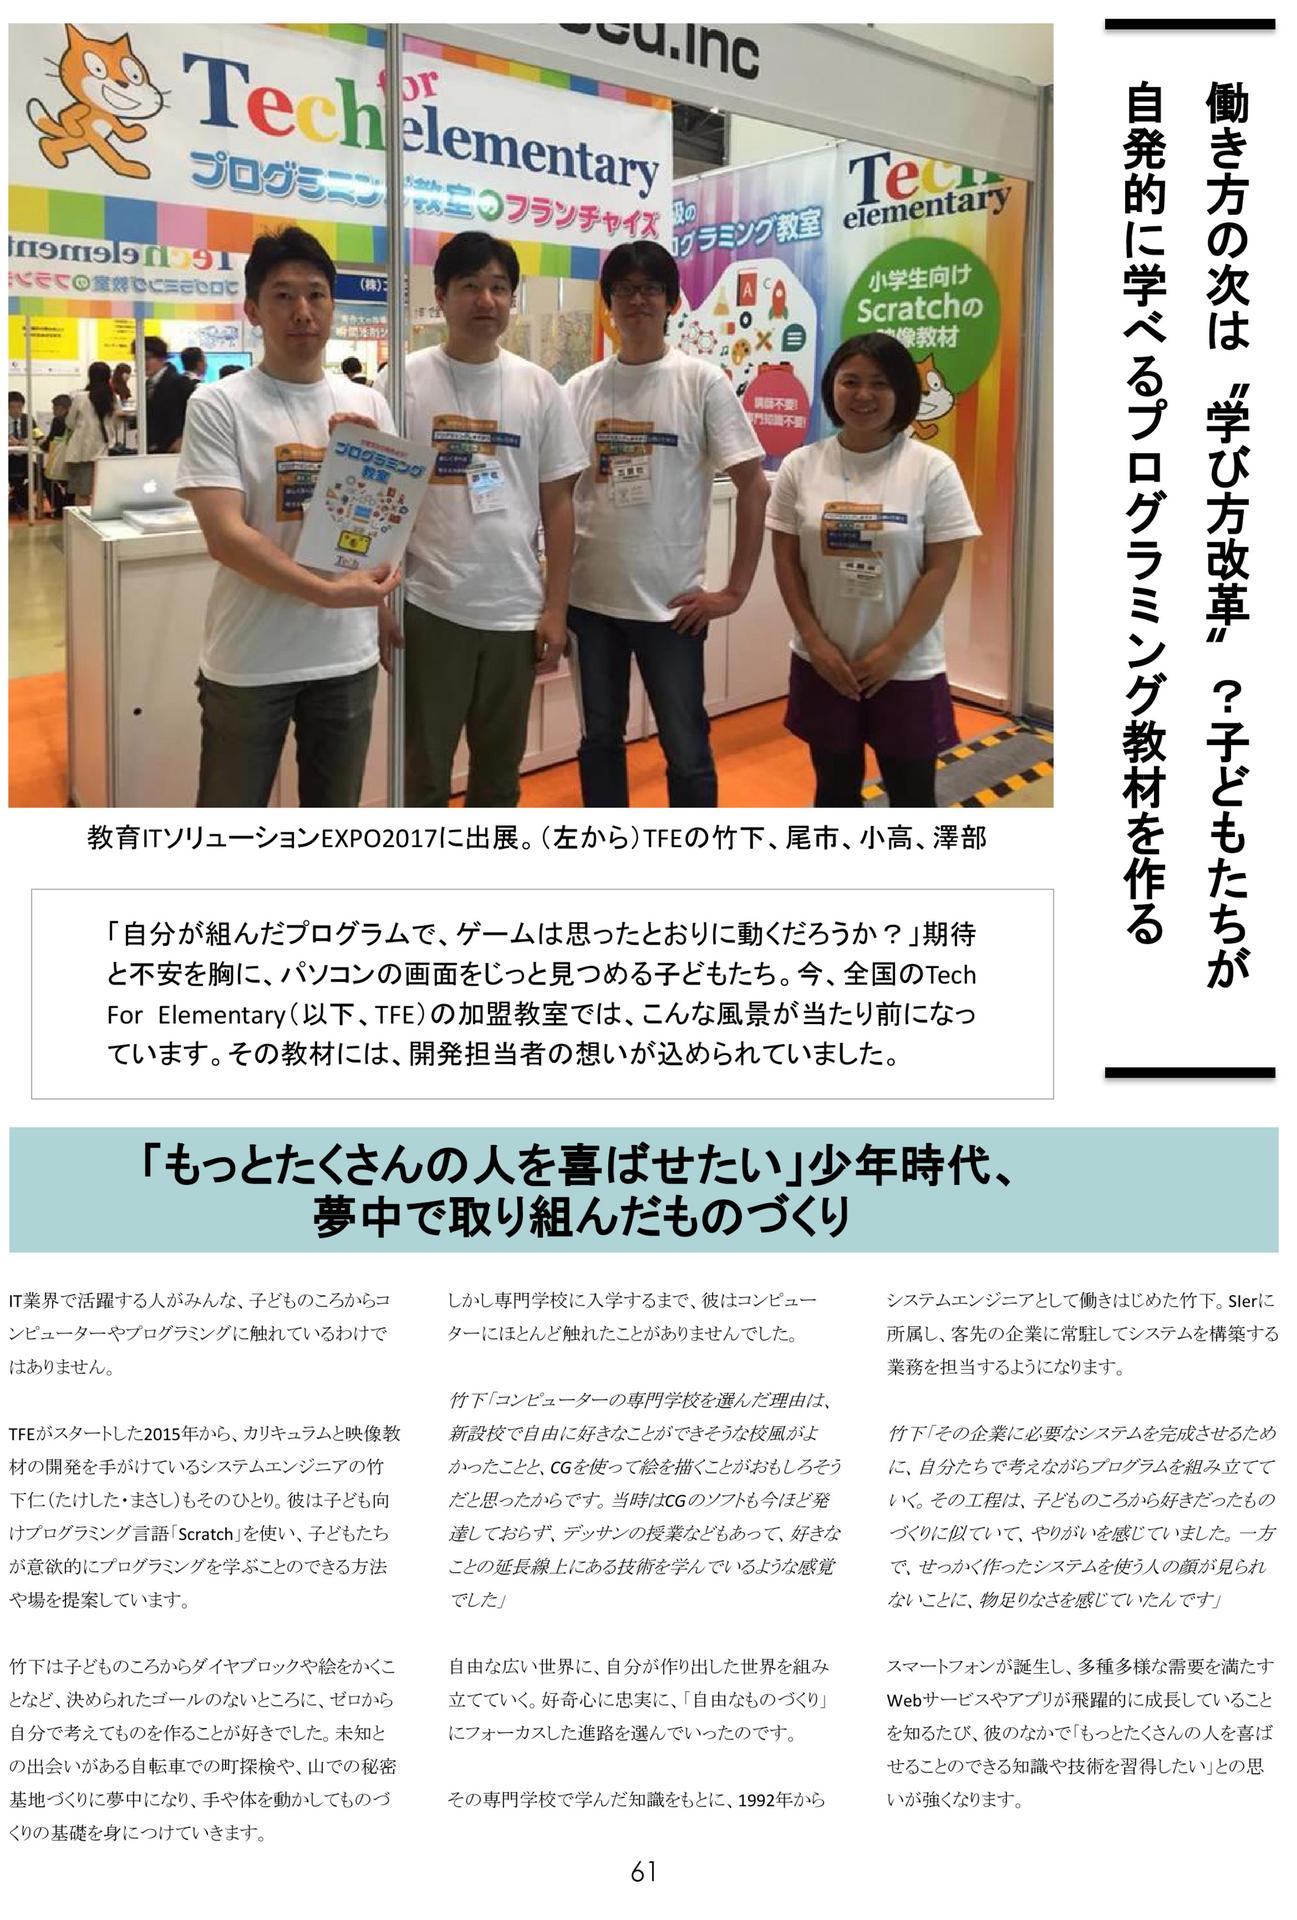 働き方の次は〝学び方改革〟？子どもたちが
自発的に学べるプログラミング教材を作る
Tech for elementary
プログラミング教室のフランチャイズ
Tech
elementary
ログラミング教室
小学生向け
Scratchの
映像教材
講師不要!
専門知識不要!
プログラミング
教室
Tech
教育ITソリューションEXPO2017に出展。（左から）TFEの竹下、尾市、小高、澤部
「自分が組んだプログラムで、ゲームは思ったとおりに動くだろうか？」期待
と不安を胸に、パソコンの画面をじっと見つめる子どもたち。今、全国のTech
For Elementary（以下、TFE）の加盟教室では、こんな風景が当たり前になっ
ています。その教材には、開発担当者の想いが込められていました。
「もっとたくさんの人を喜ばせたい」少年時代、
夢中で取り組んだものづくり
IT業界で活躍する人がみんな、子どものころからコ
ンピューターやプログラミングに触れているわけで
はありません。
TFEがスタートした2015年から、カリキュラムと映像教
材の開発を手がけているシステムエンジニアの竹
下仁（たけした・まさし）もそのひとり。彼は子ども向
けプログラミング言語「Scratch」を使い、子どもたち
が意欲的にプログラミングを学ぶことのできる方法
や場を提案しています。
竹下は子どものころからダイヤブロックや絵をかくこ
となど、決められたゴールのないところに、ゼロから
自分で考えてものを作ることが好きでした。未知と
の出会いがある自転車での町探検や、山での秘密
基地づくりに夢中になり、手や体を動かしてものづ
くりの基礎を身につけていきます。
しかし専門学校に入学するまで、彼はコンピュー
ターにほとんど触れたことがありませんでした。
竹下「コンピューターの専門学校を選んだ理由は、
新設校で自由に好きなことができそうな校風がよ
かったことと、CGを使って絵を描くことがおもしろそう
だと思ったからです。当時はCGのソフトも今ほど発
達しておらず、デッサンの授業などもあって、好きな
ことの延長線上にある技術を学んでいるような感覚
でした」
自由な広い世界に、自分が作り出した世界を組み
立てていく。好奇心に忠実に、「自由なものづくり」
にフォーカスした進路を選んでいったのです。
その専門学校で学んだ知識をもとに、1992年から
システムエンジニアとして働きはじめた竹下。SIerに
所属し、客先の企業に常駐してシステムを構築する
業務を担当するようになります。
竹下「その企業に必要なシステムを完成させるため
に、自分たちで考えながらプログラムを組み立てて
いく。その工程は、子どものころから好きだったもの
づくりに似ていて、やりがいを感じていました。一方
で、せっかく作ったシステムを使う人の顔が見られ
ないことに、物足りなさを感じていたんです」
スマートフォンが誕生し、多種多様な需要を満たす
Webサービスやアプリが飛躍的に成長していること
を知るたび、彼のなかで「もっとたくさんの人を喜ば
せることのできる知識や技術を習得したい」との思
いが強くなります。
61